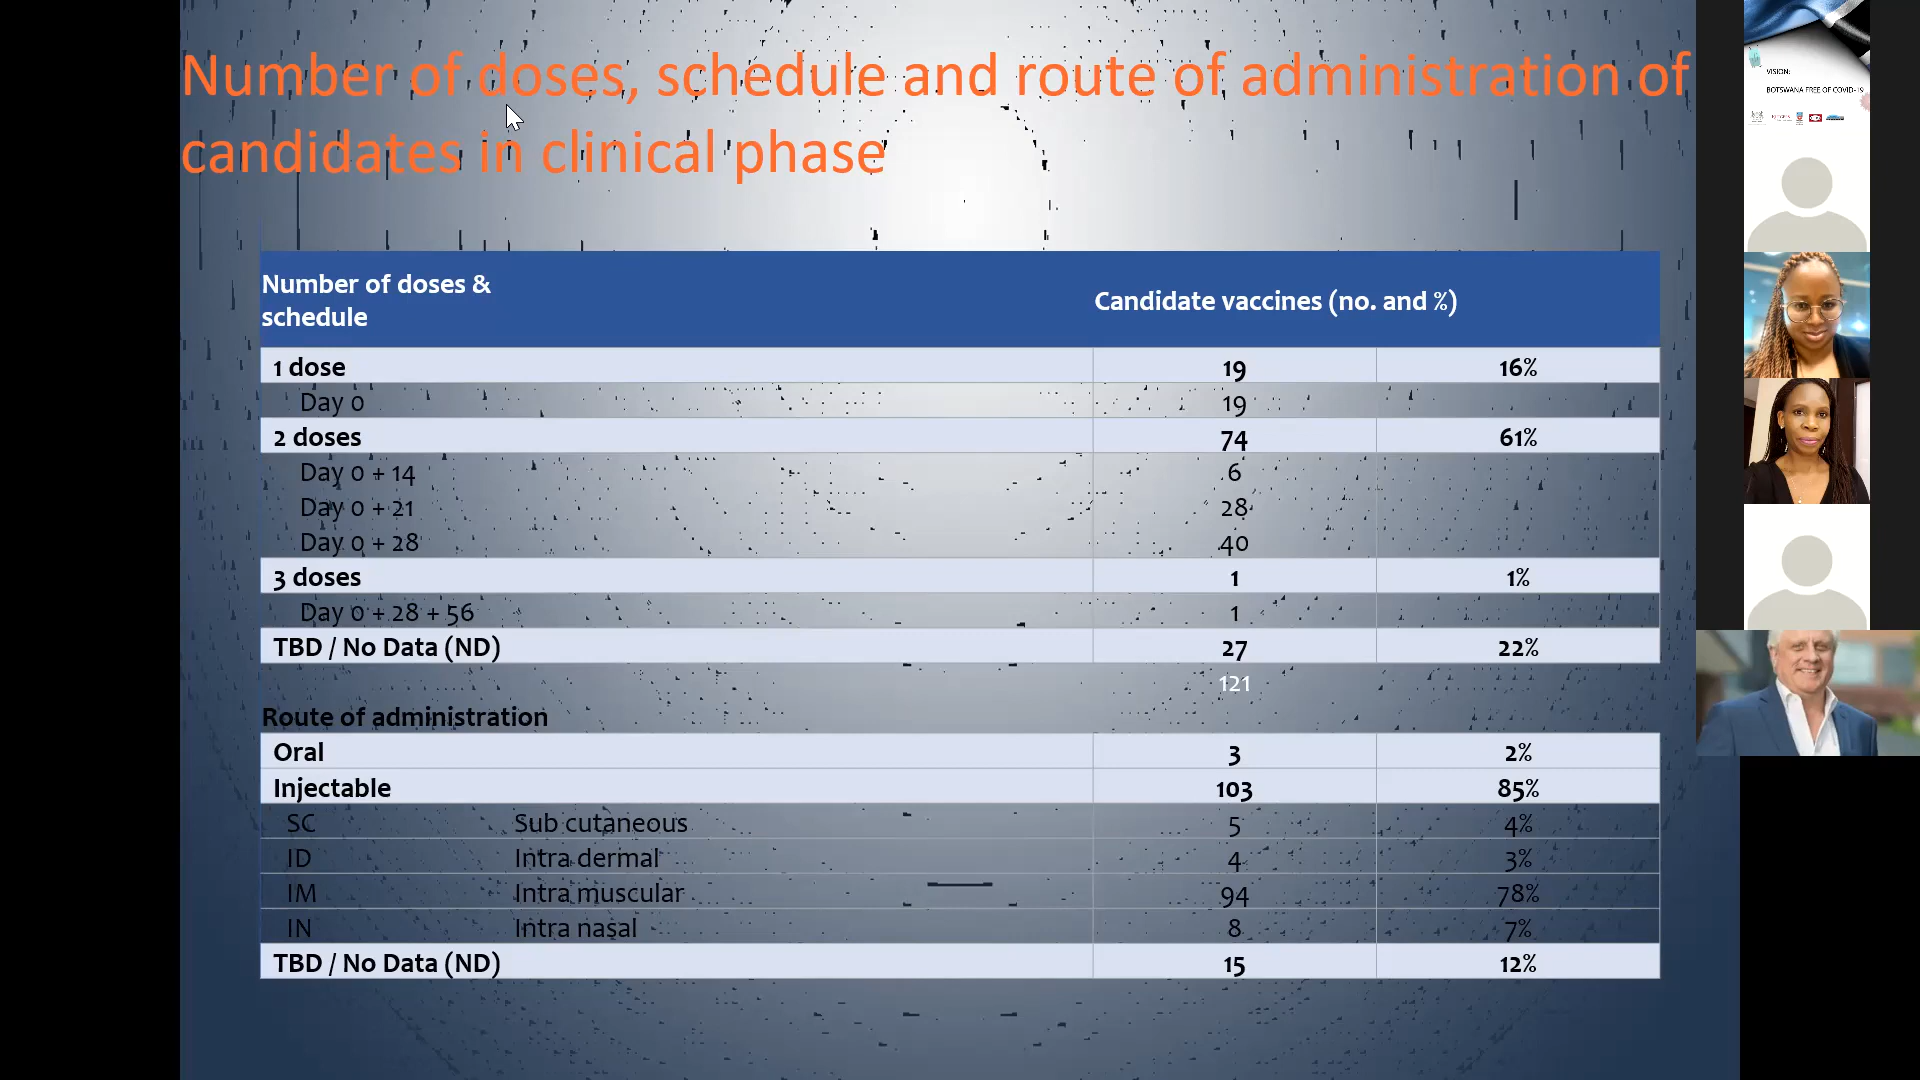 Number of doses, schedule and route of administration of
candidates in clinical phase
Number of doses &
schedule
Candidate vaccines (no. and %)
1 dose 19 16%
Day 0 19
2 doses 74 61%
Day 0 + 14 6
Day 0 + 21 28
Day 0 + 28 40
3 doses 1 1%
Day 0 + 28 + 56 1
TBD / No Data (ND) 27 22%
121
Route of administration
Oral 3 2%
Injectable 103 85%
SC Sub cutaneous 5 4%
ID Intra dermal 4 3%
IM Intra muscular 94 78%
IN Intra nasal 8 7%
TBD / No Data (ND) 15 12%
VISION:
BOTSWANA FREE OF COVID-19